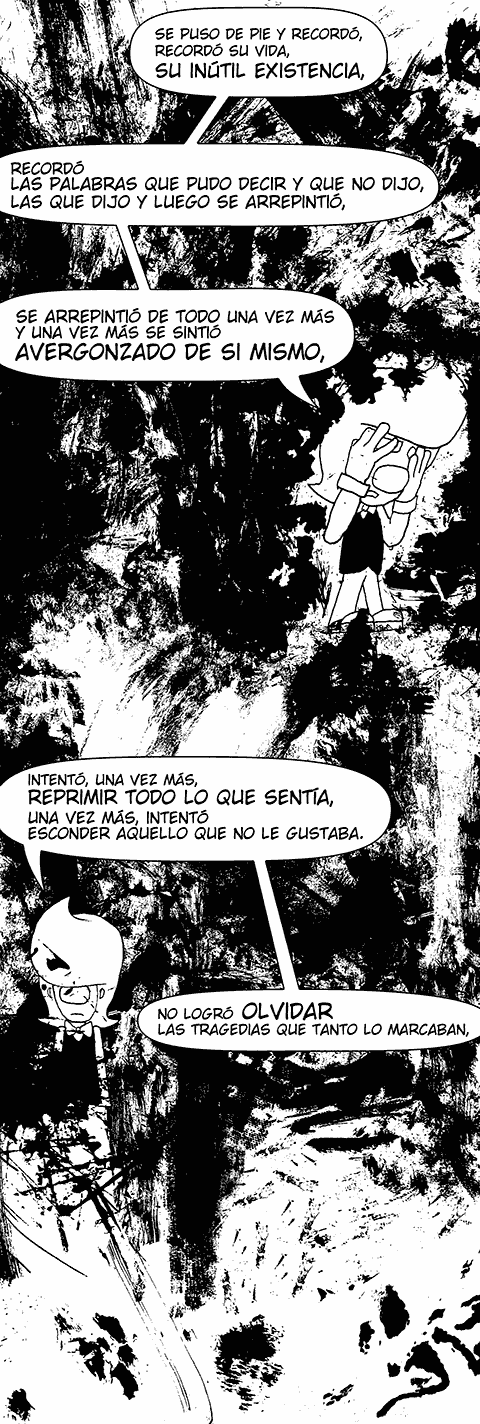 SE PUSO DE PIE Y RECORDÓ,
RECORDÓ SU VIDA,
SU INÚTIL EXISTENCIA,
RECORDÓ
LAS PALABRAS QUE PUDO DECIR Y QUE NO DIJO,
LAS QUE DIJO Y LUEGO SE ARREPINTIÓ,
SE ARREPINTIÓ DE TODO UNA VEZ MÁS
Y UNA VEZ MÁS SE SINTIÓ
AVERGONZADO DE SI MISMO,
INTENTÓ, UNA VEZ MÁS,
REPRIMIR TODO LO QUE SENTÍA,
UNA VEZ MÁS, INTENTÓ
ESCONDER AQUELLO QUE NO LE GUSTABA.
NO LOGRÓ OLVIDAR
LAS TRAGEDIAS QUE TANTO LO MARCABAN,